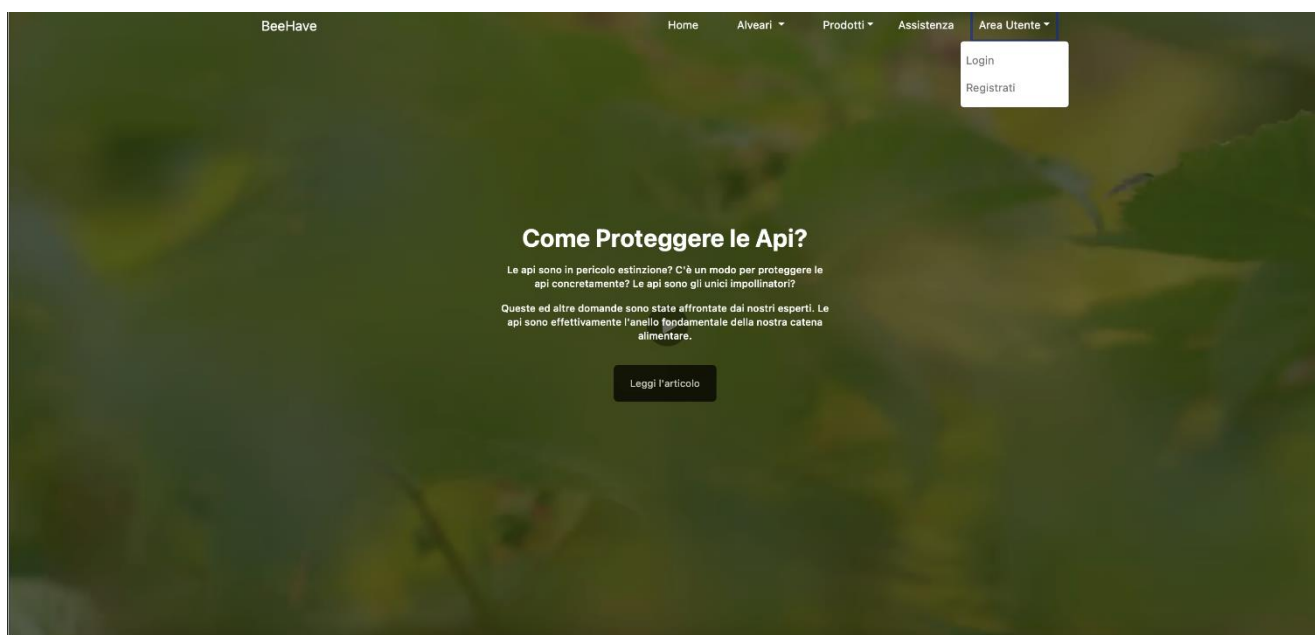 BeeHave
Home Alveari Prodotti Assistenza Area Utente
Login
Registrati
Come Proteggere le Api?
Le api sono in pericolo estinzione? C'è un modo per proteggere le
api concretamente? Le api sono gli unici impollinatori?
Queste ed altre domande sono state affrontate dai nostri esperti. Le
api sono effettivamente l'anello fondamentale della nostra catena
alimentare.
Leggi l'articolo